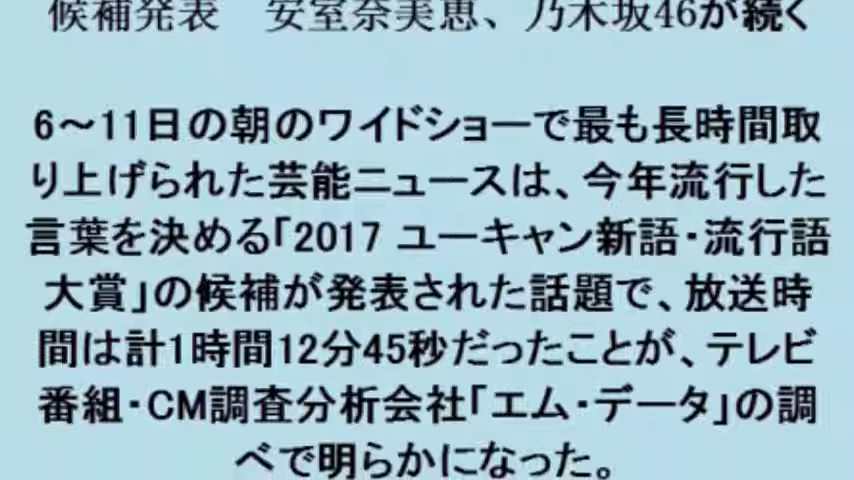 候補発表　安室奈美恵、乃木坂46が続く
6～11日の朝のワイドショーで最も長時間取
り上げられた芸能ニュースは、今年流行した
言葉を決める「2017 ユーキャン新語・流行語
大賞」の候補が発表された話題で、放送時
間は計1時間12分45秒だったことが、テレビ
番組・CM調査分析会社「エム・データ」の調
べで明らかになった。